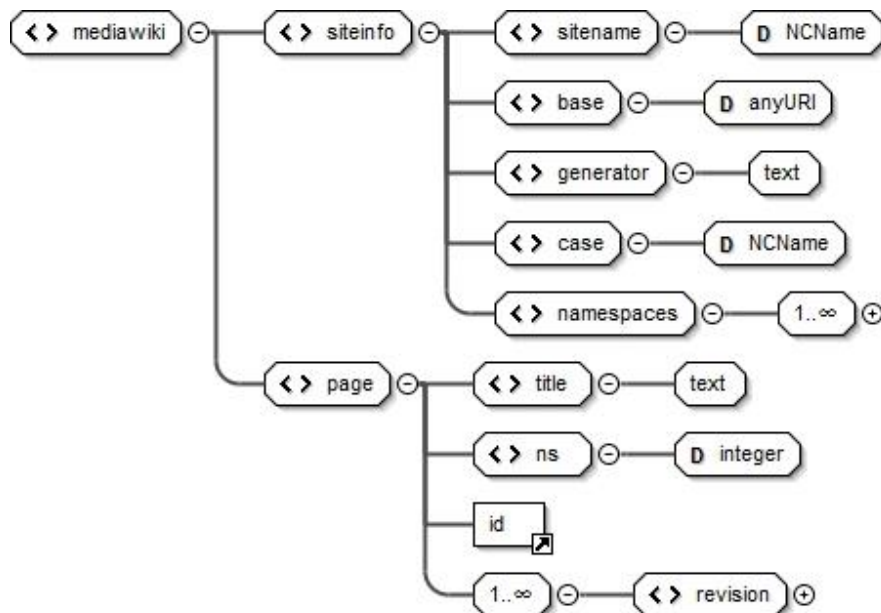 mediawiki siteinfo sitename D NCName
base D anyURI
generator text
case D NCName
namespaces 1..∞
page title text
ns D integer
id
1..∞ revision